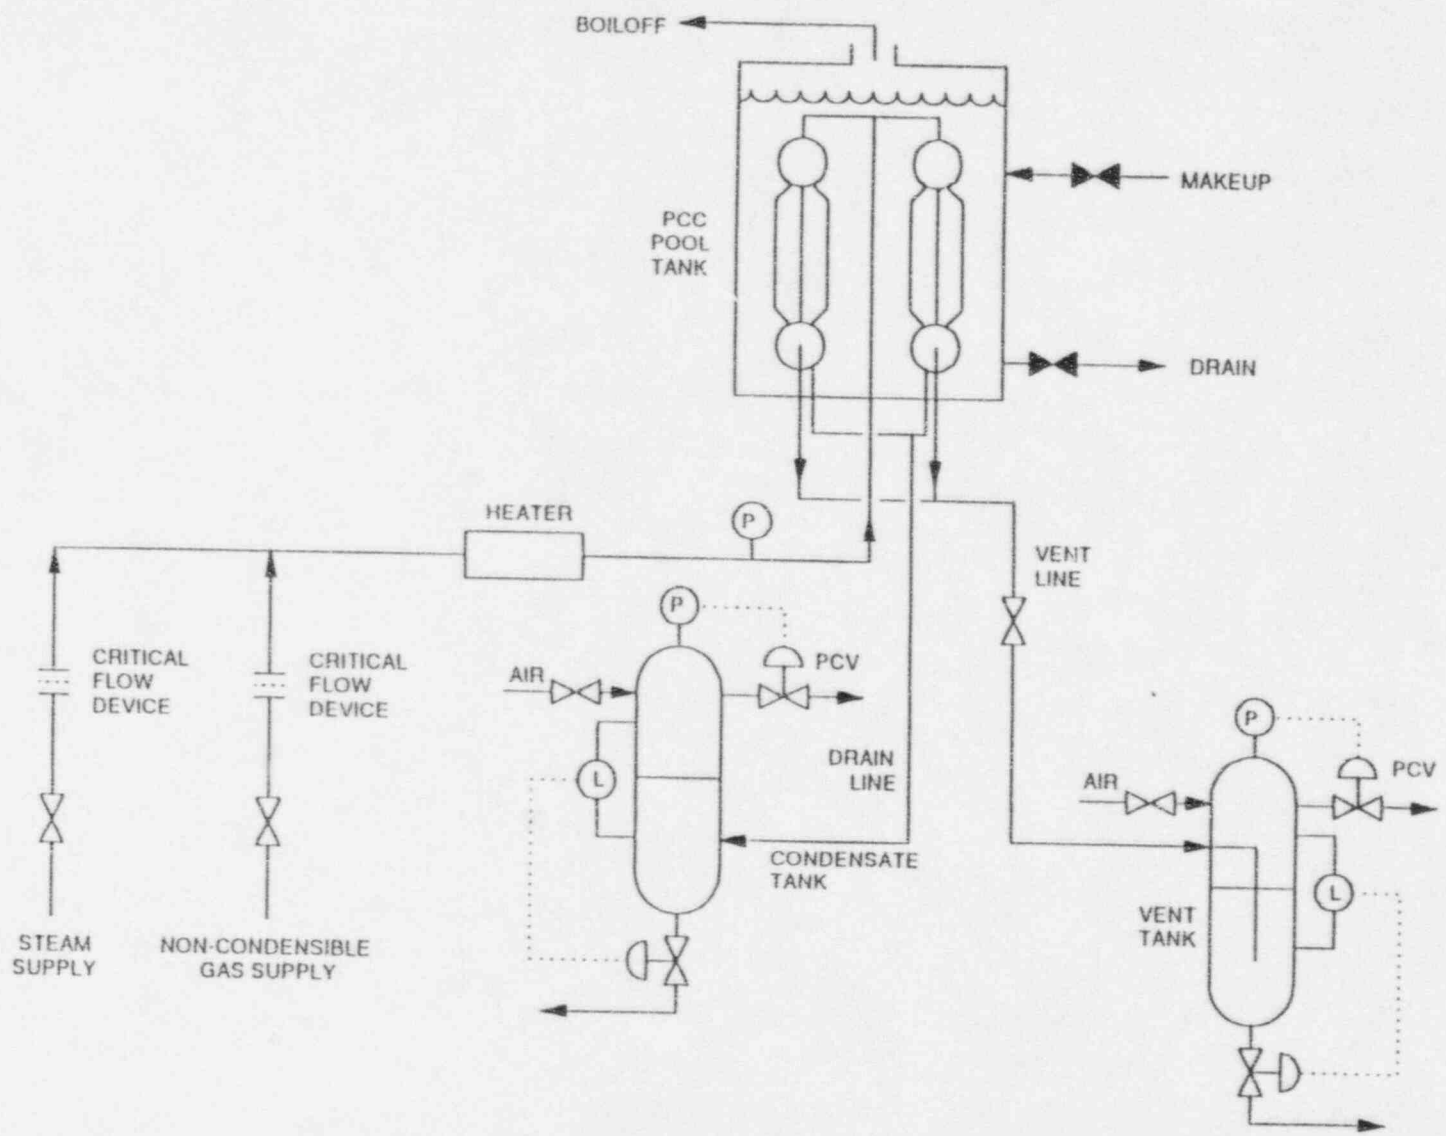 BOILOFF
MAKEUP
PCC
POOL
TANK
DRAIN
HEATER
P
VENT
LINE
P
CRITICAL
FLOW
DEVICE
CRITICAL
FLOW
DEVICE
AIR
PCV
P
DRAIN
LINE
L
AIR
PCV
CONDENSATE
TANK
L
VENT
TANK
STEAM
SUPPLY
NON-CONDENSIBLE
GAS SUPPLY